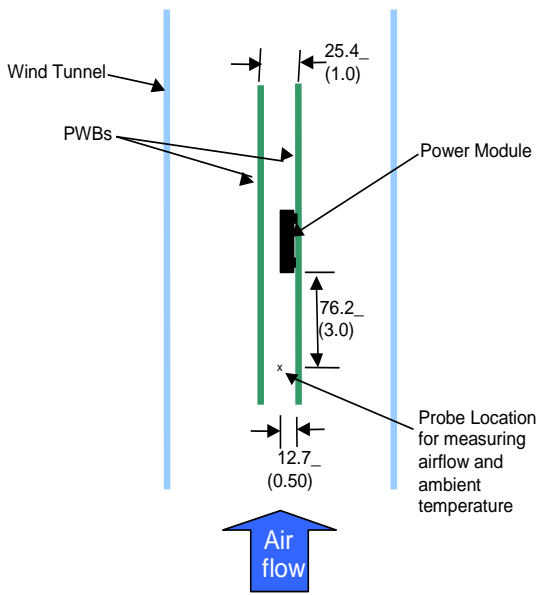 25.4_
(1.0)
Wind Tunnel
PWBs
Power Module
76.2_
(3.0)
x
Probe Location
for measuring
airflow and
ambient
temperature
12.7_
(0.50)
Air
flow